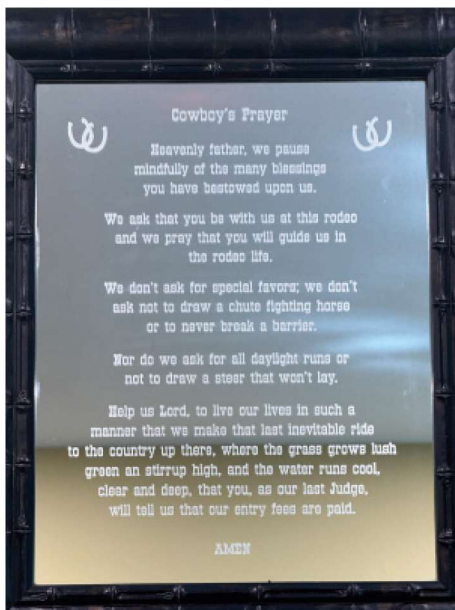 Cowboy's Prayer
Heavenly father, we pause
mindfully of the many blessings
you have bestowed upon us.
We ask that you be with us at this rodeo
and we pray that you will guide us in
the rodeo life.
We don't ask for special favors; we don't
ask not to draw a chute fighting horse
or to never break a barrier.
Nor do we ask for all daylight runs or
not to draw a steer that won't lay.
Help us Lord, to live our lives in such a
manner that we make that last inevitable ride
to the country up there, where the grass grows lush
green an stirrup high, and the water runs cool,
clear and deep, that you, as our last Judge,
will tell us that our entry fees are paid.
AMEN